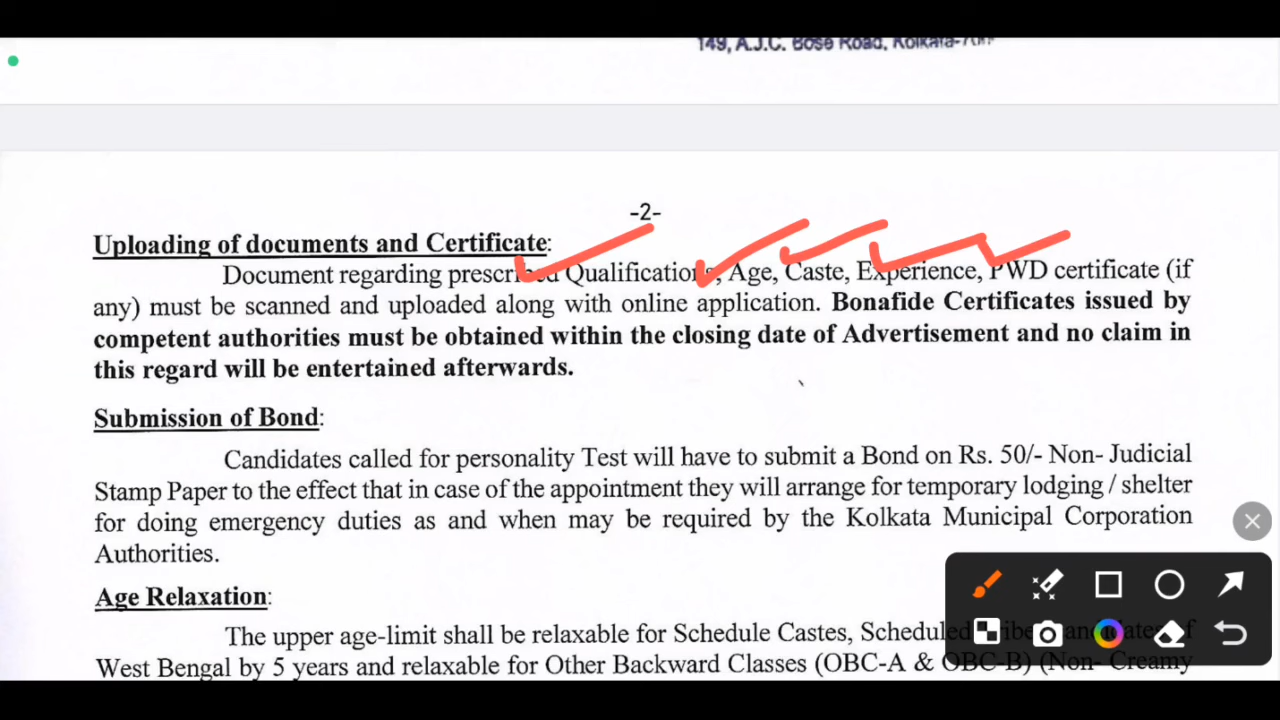 149, A.J.C. Bose Road, Kolkata-
-2-
Uploading of documents and Certificate:
Document regarding prescribed Qualifications, Age, Caste, Experience, PWD certificate (if
any) must be scanned and uploaded along with online application. Bonafide Certificates issued by
competent authorities must be obtained within the closing date of Advertisement and no claim in
this regard will be entertained afterwards.
Submission of Bond:
Candidates called for personality Test will have to submit a Bond on Rs. 50/- Non- Judicial
Stamp Paper to the effect that in case of the appointment they will arrange for temporary lodging / shelter
for doing emergency duties as and when may be required by the Kolkata Municipal Corporation
Authorities.
Age Relaxation:
The upper age-limit shall be relaxable for Schedule Castes, Scheduled Tribe Candidates of
West Bengal by 5 years and relaxable for Other Backward Classes (OBC-A & OBC-B) (Non- Creamy